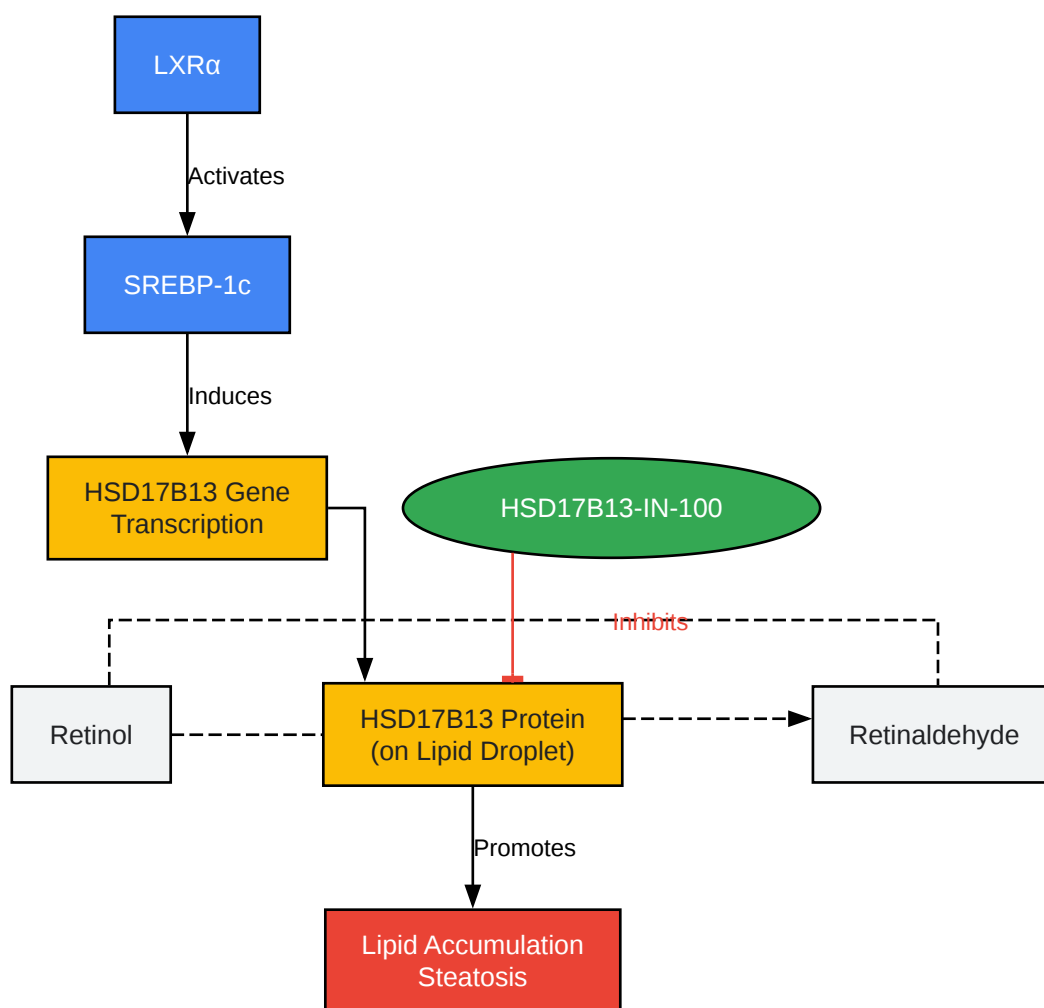 LXRα
Activates
SREBP-1c
Induces
HSD17B13 Gene
Transcription
HSD17B13-IN-100
Inhibits
Retinol
HSD17B13 Protein
(on Lipid Droplet)
Retinaldehyde
Promotes
Lipid Accumulation
Steatosis